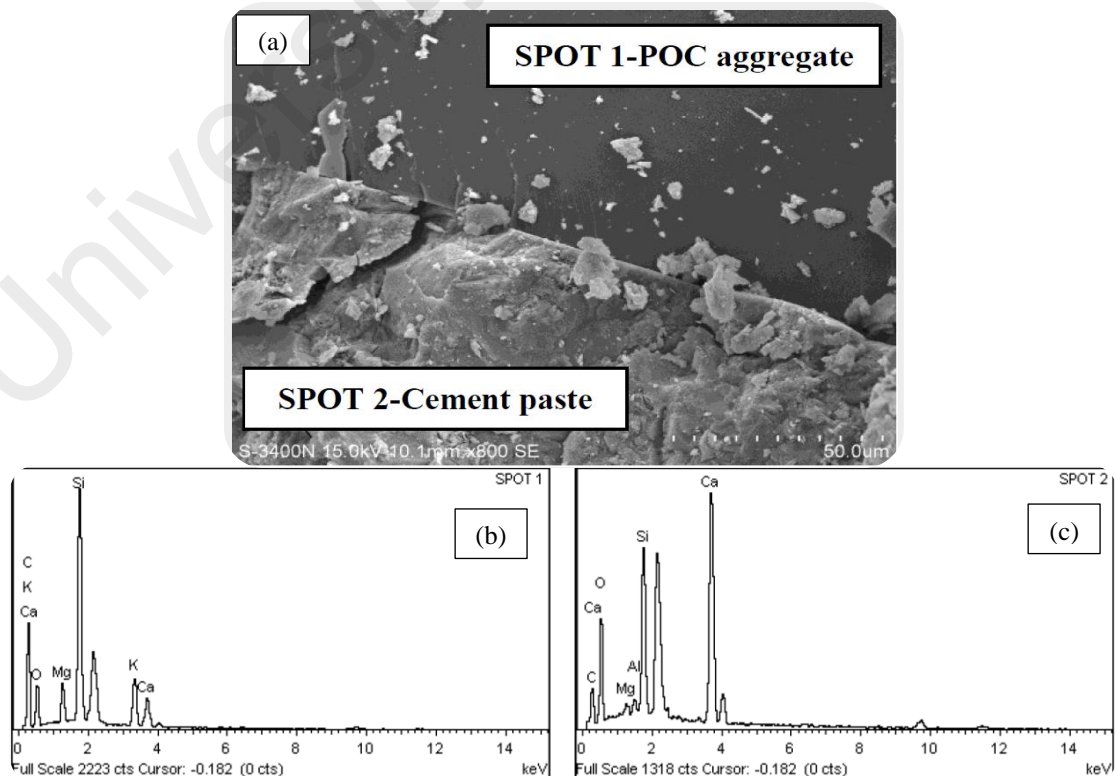 Univers
(a)
SPOT 1-POC aggregate
SPOT 2-Cement paste
S-3400N 15.0kV 10.1mm x800 SE
50.0um
SPOT 1
Si
(b)
C
K
Ca
O
Mg
K
Ca
0 2 4 6 8 10 12 14
Full Scale 2223 cts Cursor: -0.182 (0 cts)
keV
SPOT 2
Ca
(c)
Si
O
Ca
C
Al
Mg
0 2 4 6 8 10 12 14
Full Scale 1318 cts Cursor: -0.182 (0 cts)
keV